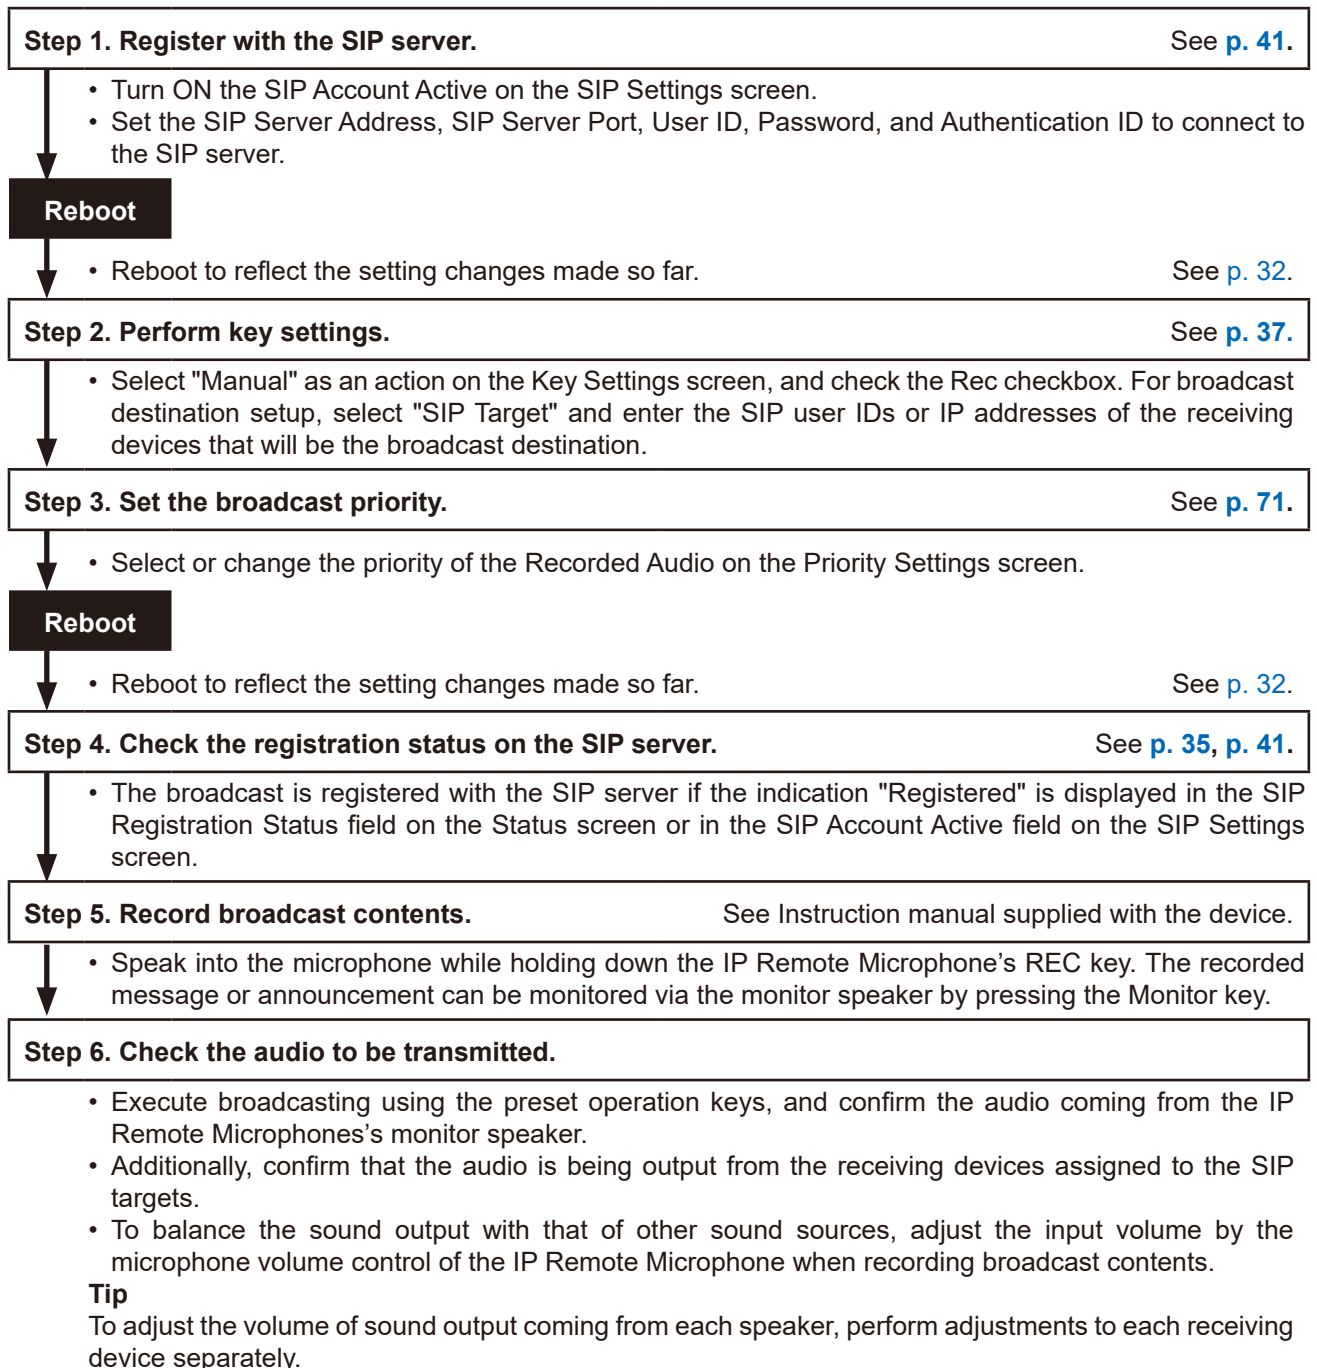 Step 1. Register with the SIP server. See p. 41.
• Turn ON the SIP Account Active on the SIP Settings screen.
• Set the SIP Server Address, SIP Server Port, User ID, Password, and Authentication ID to connect to
the SIP server.
Reboot
• Reboot to reflect the setting changes made so far. See p. 32.
Step 2. Perform key settings. See p. 37.
• Select "Manual" as an action on the Key Settings screen, and check the Rec checkbox. For broadcast
destination setup, select "SIP Target" and enter the SIP user IDs or IP addresses of the receiving
devices that will be the broadcast destination.
Step 3. Set the broadcast priority. See p. 71.
• Select or change the priority of the Recorded Audio on the Priority Settings screen.
Reboot
• Reboot to reflect the setting changes made so far. See p. 32.
Step 4. Check the registration status on the SIP server. See p. 35, p. 41.
• The broadcast is registered with the SIP server if the indication "Registered" is displayed in the SIP
Registration Status field on the Status screen or in the SIP Account Active field on the SIP Settings
screen.
Step 5. Record broadcast contents. See Instruction manual supplied with the device.
• Speak into the microphone while holding down the IP Remote Microphone’s REC key. The recorded
message or announcement can be monitored via the monitor speaker by pressing the Monitor key.
Step 6. Check the audio to be transmitted.
• Execute broadcasting using the preset operation keys, and confirm the audio coming from the IP
Remote Microphones’s monitor speaker.
• Additionally, confirm that the audio is being output from the receiving devices assigned to the SIP
targets.
• To balance the sound output with that of other sound sources, adjust the input volume by the
microphone volume control of the IP Remote Microphone when recording broadcast contents.
Tip
To adjust the volume of sound output coming from each speaker, perform adjustments to each receiving
device separately.